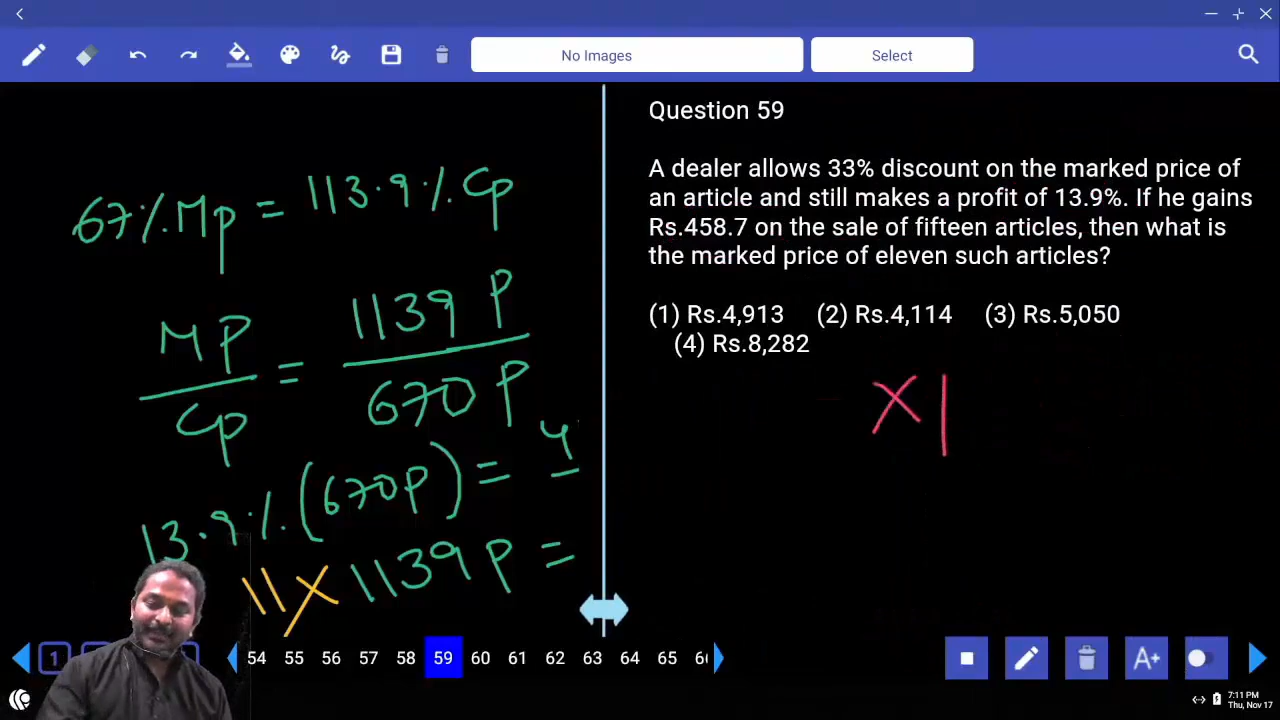 No Images
Select
Question 59
A dealer allows 33% discount on the marked price of
an article and still makes a profit of 13.9%. If he gains
Rs.458.7 on the sale of fifteen articles, then what is
the marked price of eleven such articles?
(1) Rs.4,913 (2) Rs.4,114 (3) Rs.5,050
(4) Rs.8,282
67%.Mp = 113.9%.Cp
MP/Cp = 1139 P/670 P
13.9%.(670P) = 4
11 x 1139 P =
X|
54 55 56 57 58 59 60 61 62 63 64 65
1
A+
7:11 PM
Thu, Nov 17